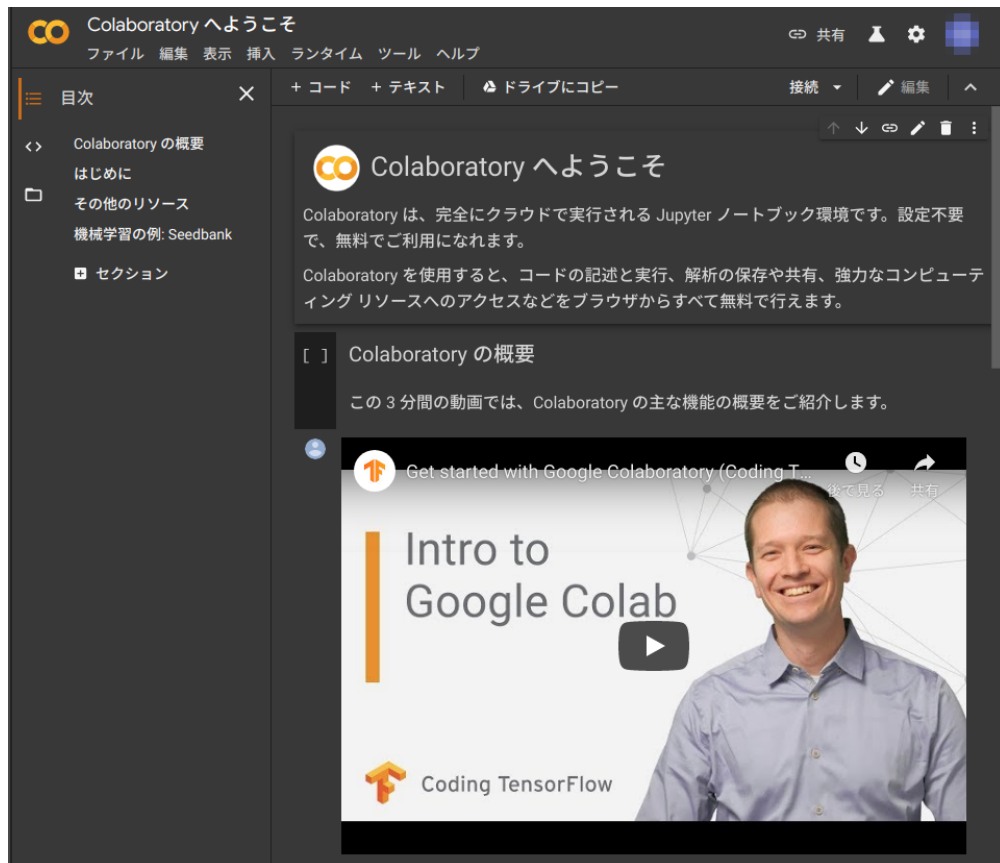 Colaboratory へようこそ
ファイル 編集 表示 挿入 ランタイム ツール ヘルプ
共有
目次
Colaboratory の概要
はじめに
その他のリソース
機械学習の例: Seedbank
セクション
+ コード + テキスト ドライブにコピー
接続 編集
Colaboratory へようこそ
Colaboratory は、完全にクラウドで実行される Jupyter ノートブック環境です。設定不要
で、無料でご利用になれます。
Colaboratory を使用すると、コードの記述と実行、解析の保存や共有、強力なコンピューテ
ィング リソースへのアクセスなどをブラウザからすべて無料で行えます。
[ ] Colaboratory の概要
この 3 分間の動画では、Colaboratory の主な機能の概要をご紹介します。
Get started with Google Colaboratory (Coding T...
後で見る 共有
Intro to
Google Colab
Coding TensorFlow